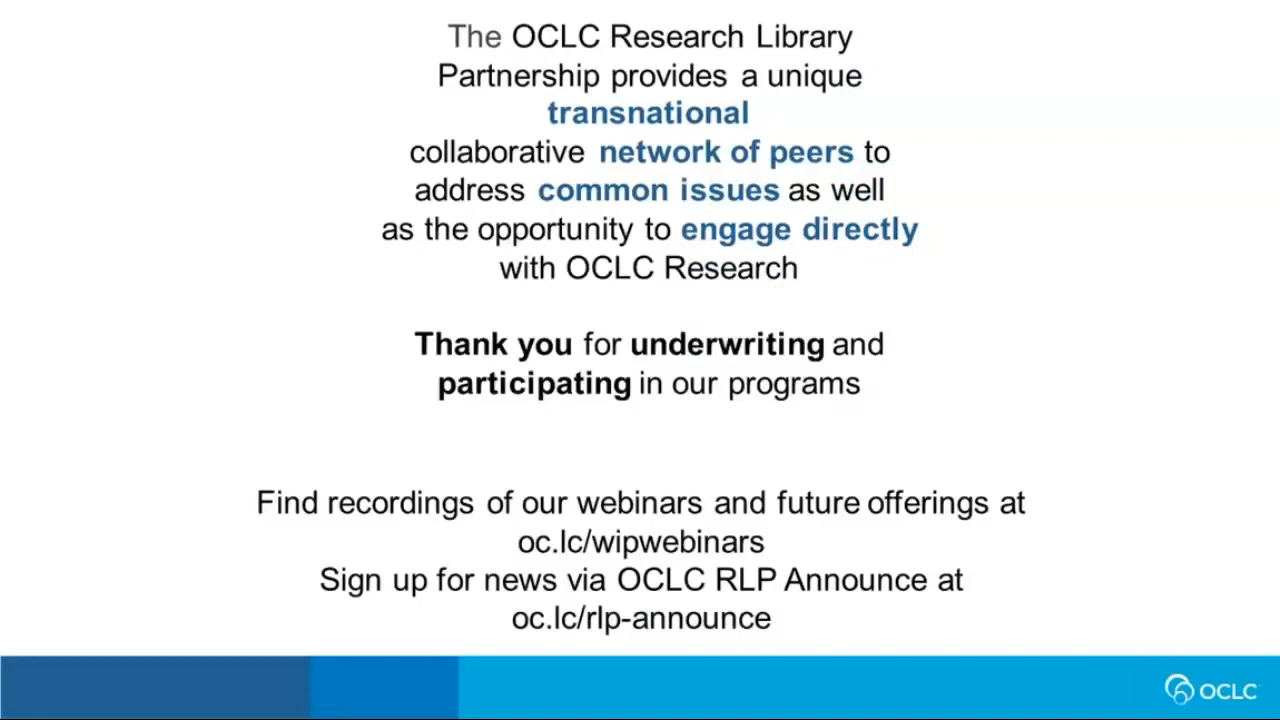 The OCLC Research Library
Partnership provides a unique
transnational
collaborative network of peers to
address common issues as well
as the opportunity to engage directly
with OCLC Research
Thank you for underwriting and
participating in our programs
Find recordings of our webinars and future offerings at
oc.lc/wipwebinars
Sign up for news via OCLC RLP Announce at
oc.lc/rlp-announce
OCLC